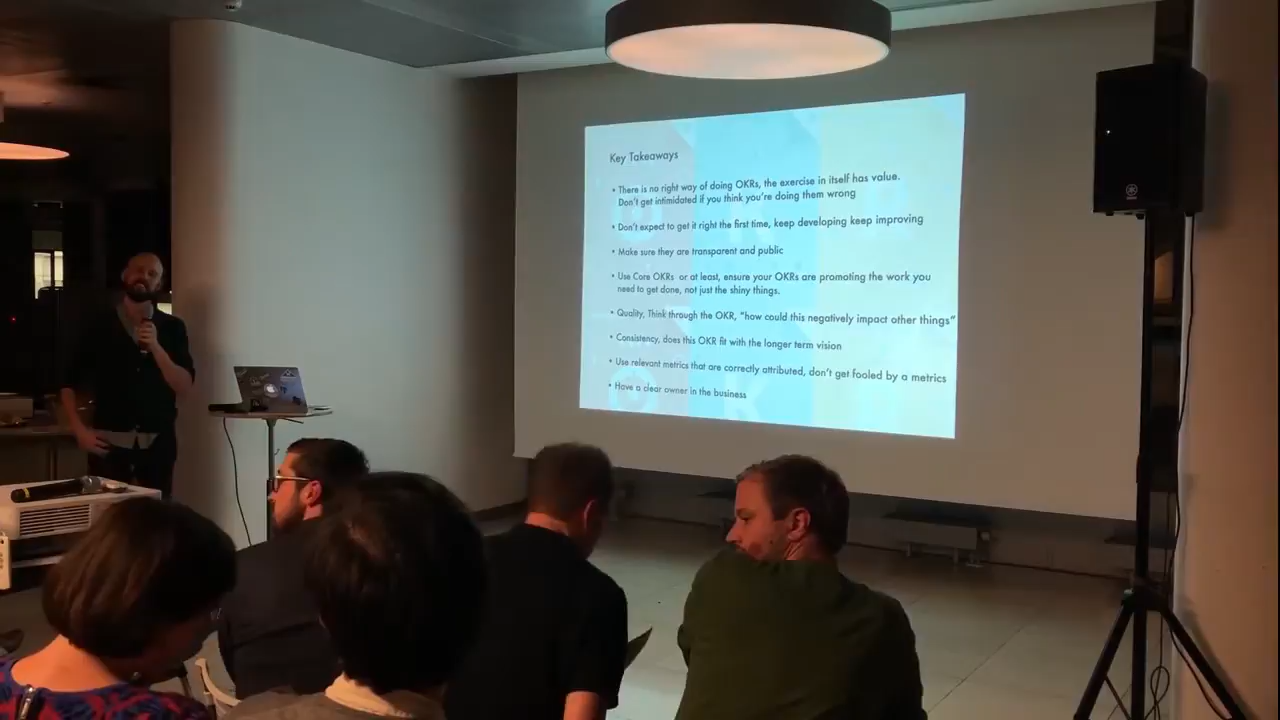 Key Takeaways
• There is no right way of doing OKRs, the exercise in itself has value.
Don't get intimidated if you think you're doing them wrong
• Don't expect to get it right the first time, keep developing keep improving
• Make sure they are transparent and public
• Use Core OKRs or at least, ensure your OKRs are promoting the work you
need to get done, not just the shiny things.
• Quality, Think through the OKR, "how could this negatively impact other things"
• Consistency, does this OKR fit with the longer term vision
• Use relevant metrics that are correctly attributed, don't get fooled by a metrics
• Have a clear owner in the business